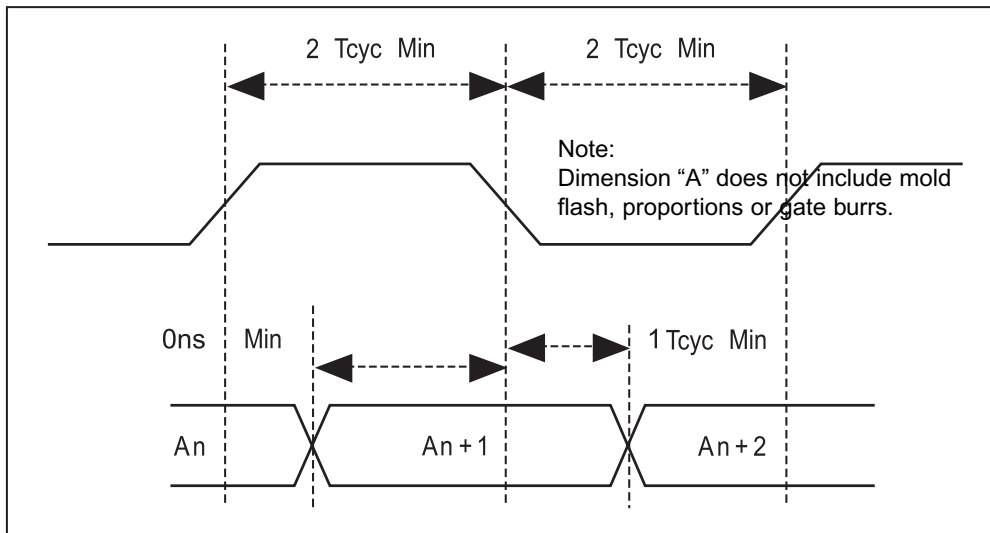 2 Tcyc Min
2 Tcyc Min
Note:
Dimension “A” does not include mold
flash, proportions or gate burrs.
0ns Min
1 Tcyc Min
An
An + 1
An + 2